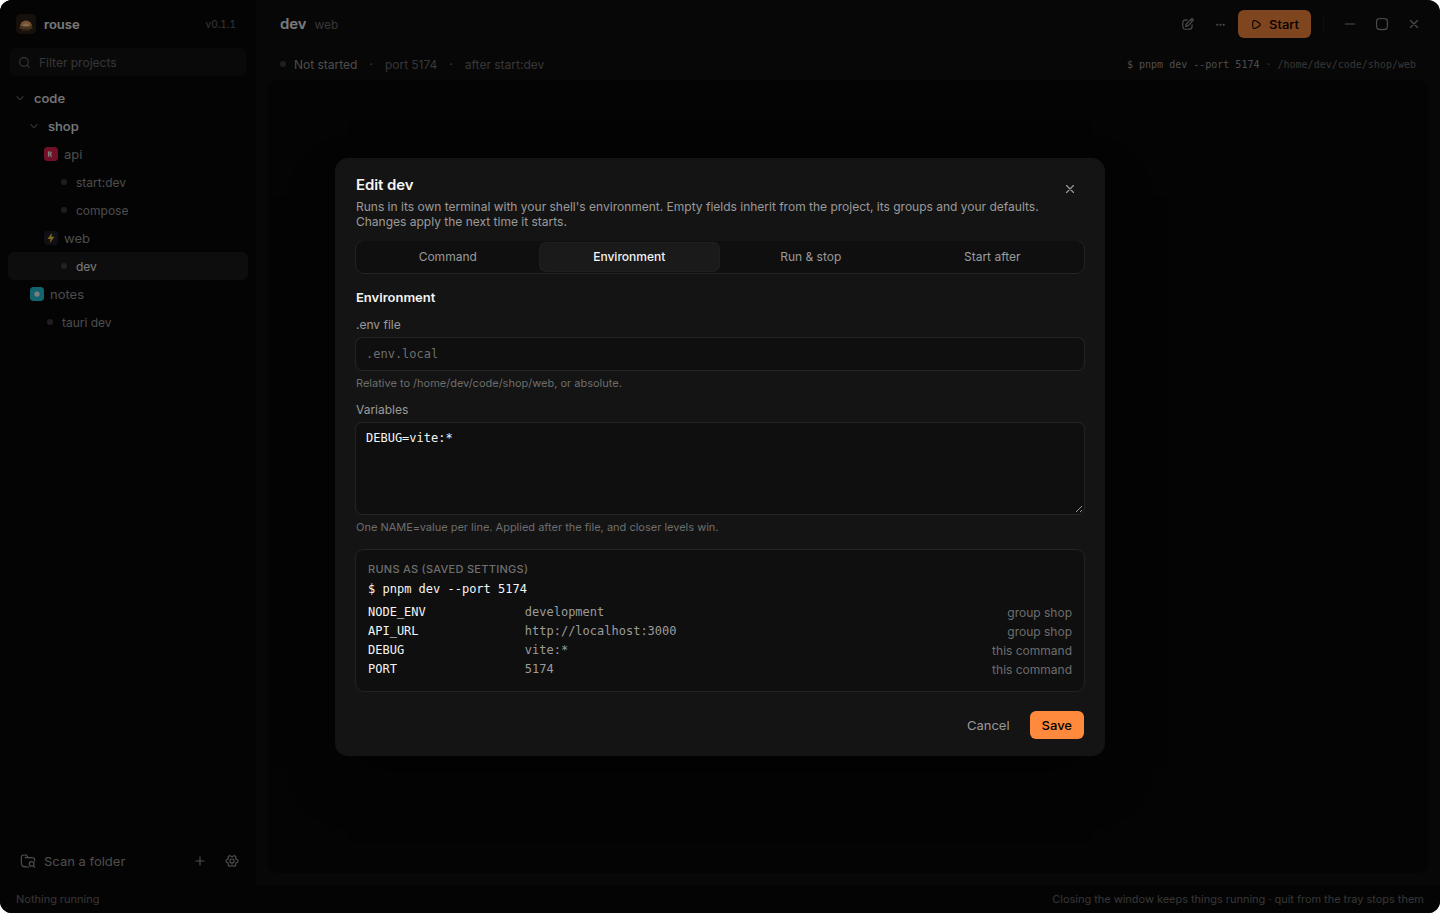 rouse v0.1.1
dev web
Start
Filter projects
Not started · port 5174 · after start:dev
$ pnpm dev --port 5174 · /home/dev/code/shop/web
code
shop
api
start:dev
compose
web
dev
notes
tauri dev
Edit dev
Runs in its own terminal with your shell's environment. Empty fields inherit from the project, its groups and your defaults.
Changes apply the next time it starts.
Command Environment Run & stop Start after
Environment
.env file
.env.local
Relative to /home/dev/code/shop/web, or absolute.
Variables
DEBUG=vite:*
One NAME=value per line. Applied after the file, and closer levels win.
RUNS AS (SAVED SETTINGS)
$ pnpm dev --port 5174
NODE_ENV development group shop
API_URL http://localhost:3000 group shop
DEBUG vite:* this command
PORT 5174 this command
Cancel Save
Scan a folder
Nothing running
Closing the window keeps things running · quit from the tray stops them